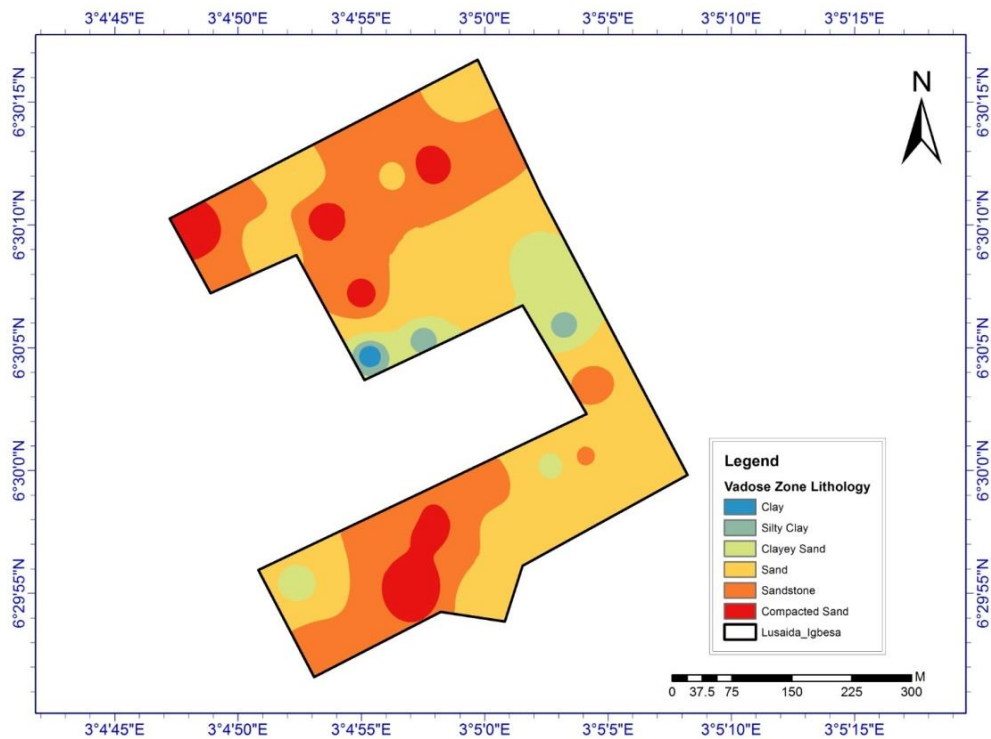 3°4'45"E 3°4'50"E 3°4'55"E 3°5'0"E 3°5'5"E 3°5'10"E 3°5'15"E
6°30'15"N 6°30'15"N
N
6°30'10"N 6°30'10"N
6°30'5"N 6°30'5"N
6°30'0"N 6°30'0"N
6°29'55"N 6°29'55"N
Legend
Vadose Zone Lithology
Clay
Silty Clay
Clayey Sand
Sand
Sandstone
Compacted Sand
Lusaida_Igbesa
M
0 37.5 75 150 225 300
3°4'45"E 3°4'50"E 3°4'55"E 3°5'0"E 3°5'5"E 3°5'10"E 3°5'15"E